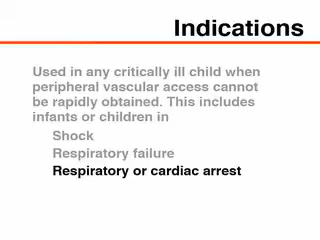 Indications
Used in any critically ill child when
peripheral vascular access cannot
be rapidly obtained. This includes
infants or children in
Shock
Respiratory failure
Respiratory or cardiac arrest